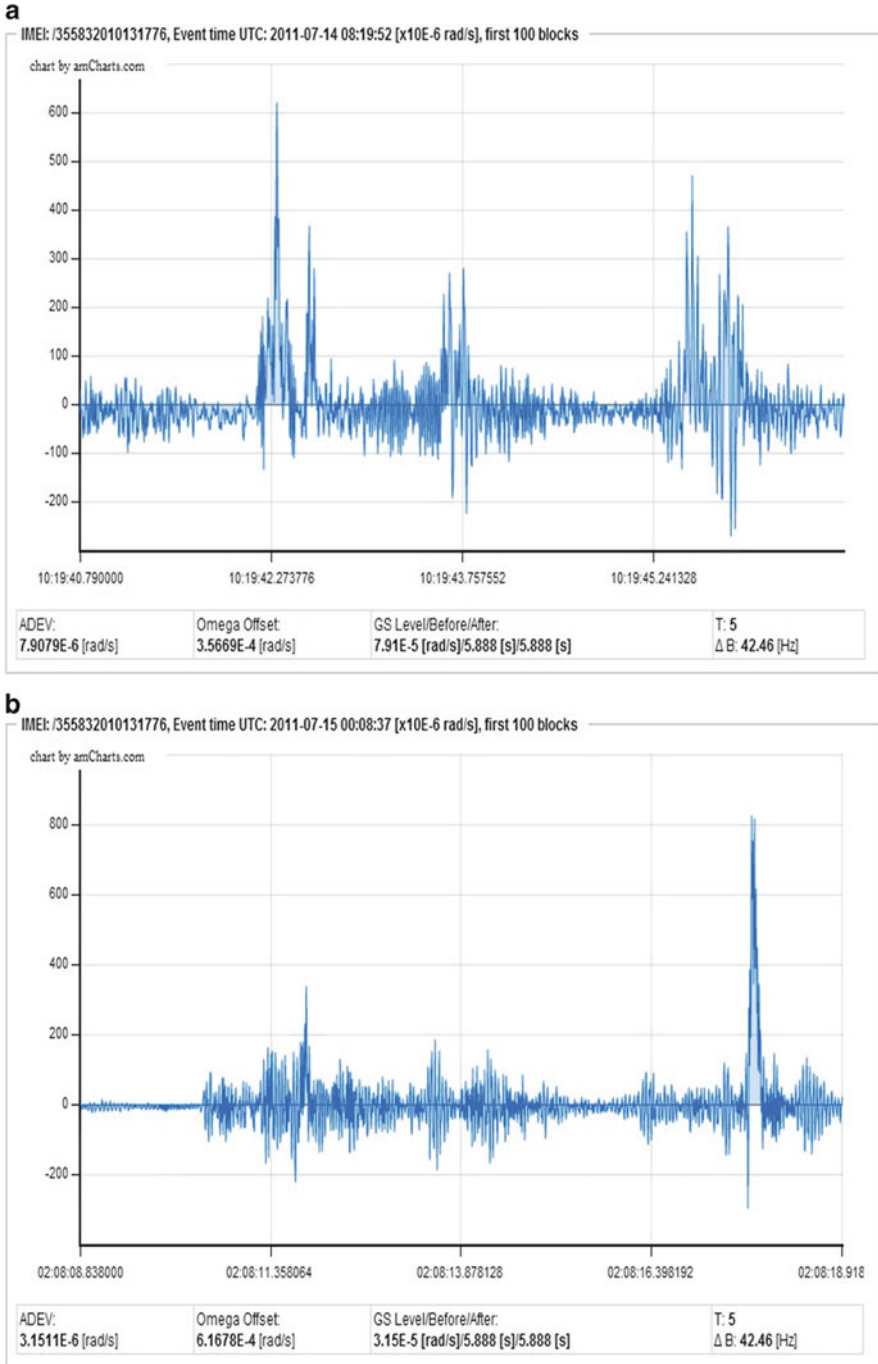 a
IMEI: /355832010131776, Event time UTC: 2011-07-14 08:19:52 [x10E-6 rad/s], first 100 blocks
chart by amCharts.com
600
500
400
300
200
100
0
-100
-200
10:19:40.790000 10:19:42.273776 10:19:43.757552 10:19:45.241328
ADEV: Omega Offset: GS Level/Before/After: T: 5
7.9079E-6 [rad/s] 3.5669E-4 [rad/s] 7.91E-5 [rad/s]/5.888 [s]/5.888 [s] Δ B: 42.46 [Hz]
b
IMEI: /355832010131776, Event time UTC: 2011-07-15 00:08:37 [x10E-6 rad/s], first 100 blocks
chart by amCharts.com
800
600
400
200
0
-200
02:08:08.838000 02:08:11.358064 02:08:13.878128 02:08:16.398192 02:08:18.918
ADEV: Omega Offset: GS Level/Before/After: T: 5
3.1511E-6 [rad/s] 6.1678E-4 [rad/s] 3.15E-5 [rad/s]/5.888 [s]/5.888 [s] Δ B: 42.46 [Hz]